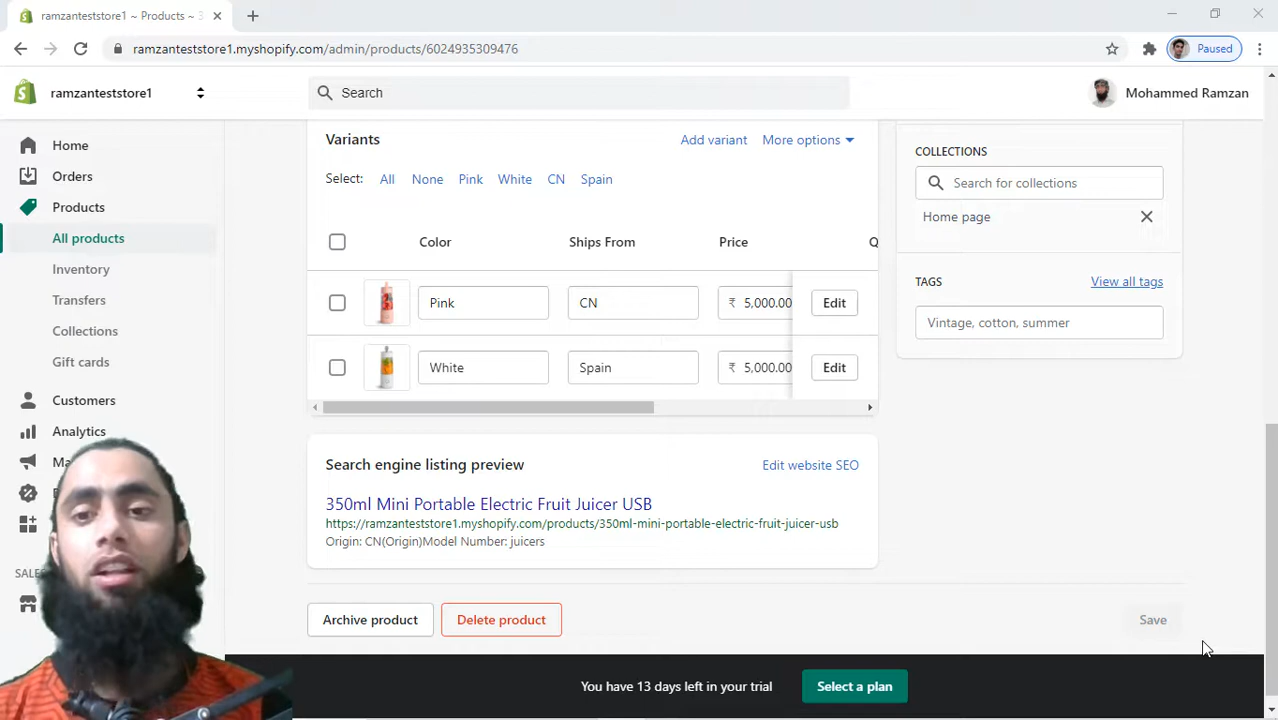 ramzanteststore1 ~ Products ~ 3
ramzanteststore1.myshopify.com/admin/products/6024935309476
Paused
ramzanteststore1
Search
Mohammed Ramzan
Home
Orders
Products
All products
Inventory
Transfers
Collections
Gift cards
Customers
Analytics
Ma
SALES
Variants
Add variant
More options
Select: All None Pink White CN Spain
Color Ships From Price Q
Pink CN ₹ 5,000.00 Edit
White Spain ₹ 5,000.00 Edit
Search engine listing preview
Edit website SEO
350ml Mini Portable Electric Fruit Juicer USB
https://ramzanteststore1.myshopify.com/products/350ml-mini-portable-electric-fruit-juicer-usb
Origin: CN(Origin)Model Number: juicers
COLLECTIONS
Search for collections
Home page
TAGS
View all tags
Vintage, cotton, summer
Archive product
Delete product
Save
You have 13 days left in your trial
Select a plan